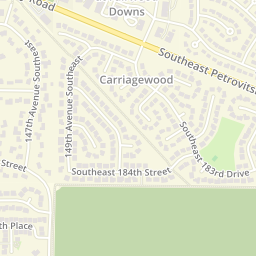 Road
Downs
Southeast Petrovits
Carriagewood
147th Avenue Southeast
149th Avenue Southeast
Southeast 183rd Drive
Southeast 184th Street
Street
th Place